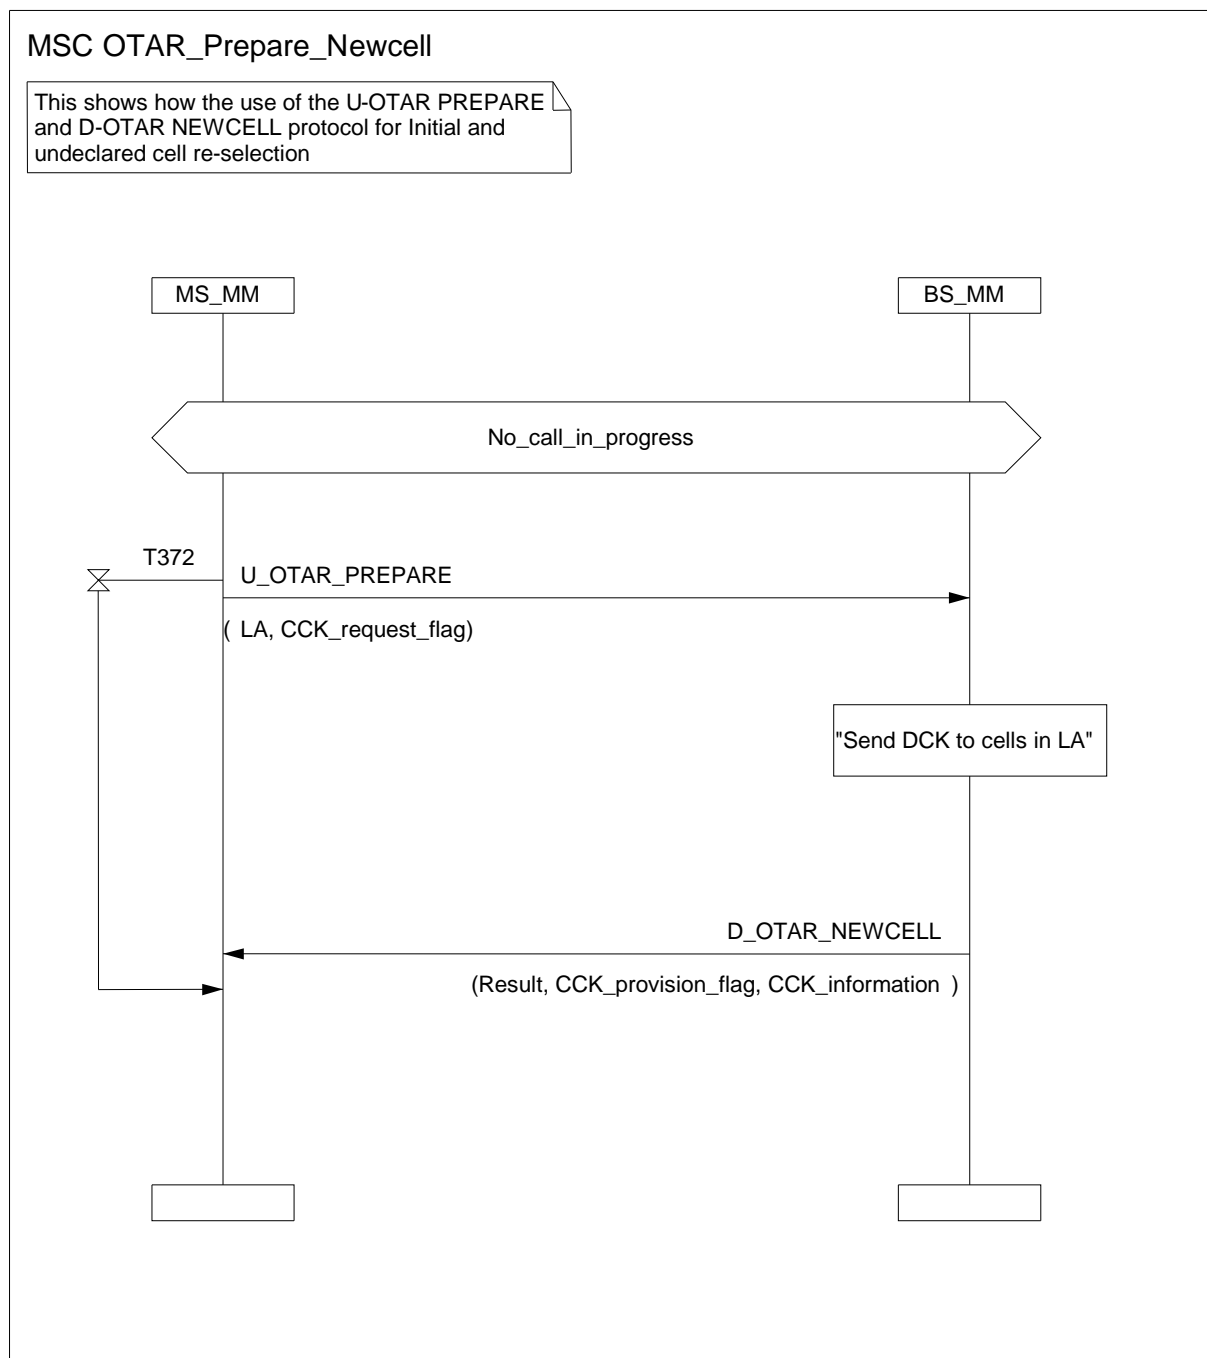 MSC OTAR_Prepare_Newcell
This shows how the use of the U-OTAR PREPARE
and D-OTAR NEWCELL protocol for Initial and
undeclared cell re-selection
MS_MM
BS_MM
No_call_in_progress
T372
U_OTAR_PREPARE
( LA, CCK_request_flag)
"Send DCK to cells in LA"
D_OTAR_NEWCELL
(Result, CCK_provision_flag, CCK_information )